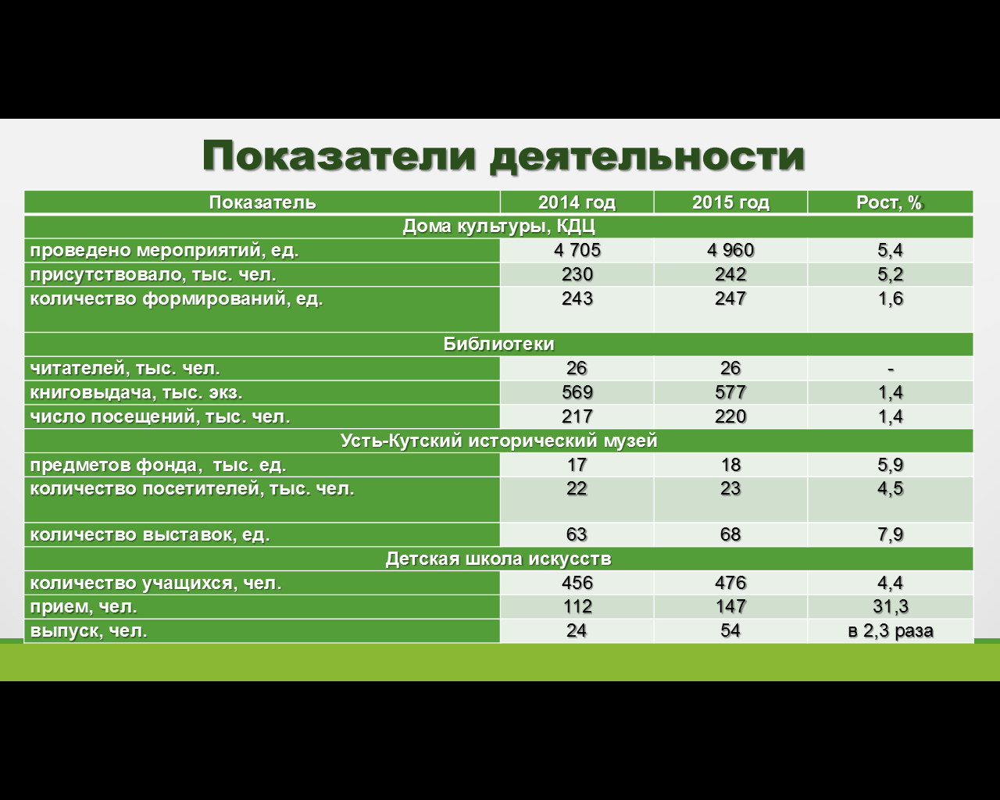 Показатели деятельности
Показатель 2014 год 2015 год Рост, %
Дома культуры, КДЦ
проведено мероприятий, ед. 4 705 4 960 5,4
присутствовало, тыс. чел. 230 242 5,2
количество формирований, ед. 243 247 1,6
Библиотеки
читателей, тыс. чел. 26 26 -
книговыдача, тыс. экз. 569 577 1,4
число посещений, тыс. чел. 217 220 1,4
Усть-Кутский исторический музей
предметов фонда, тыс. ед. 17 18 5,9
количество посетителей, тыс. чел. 22 23 4,5
количество выставок, ед. 63 68 7,9
Детская школа искусств
количество учащихся, чел. 456 476 4,4
прием, чел. 112 147 31,3
выпуск, чел. 24 54 в 2,3 раза